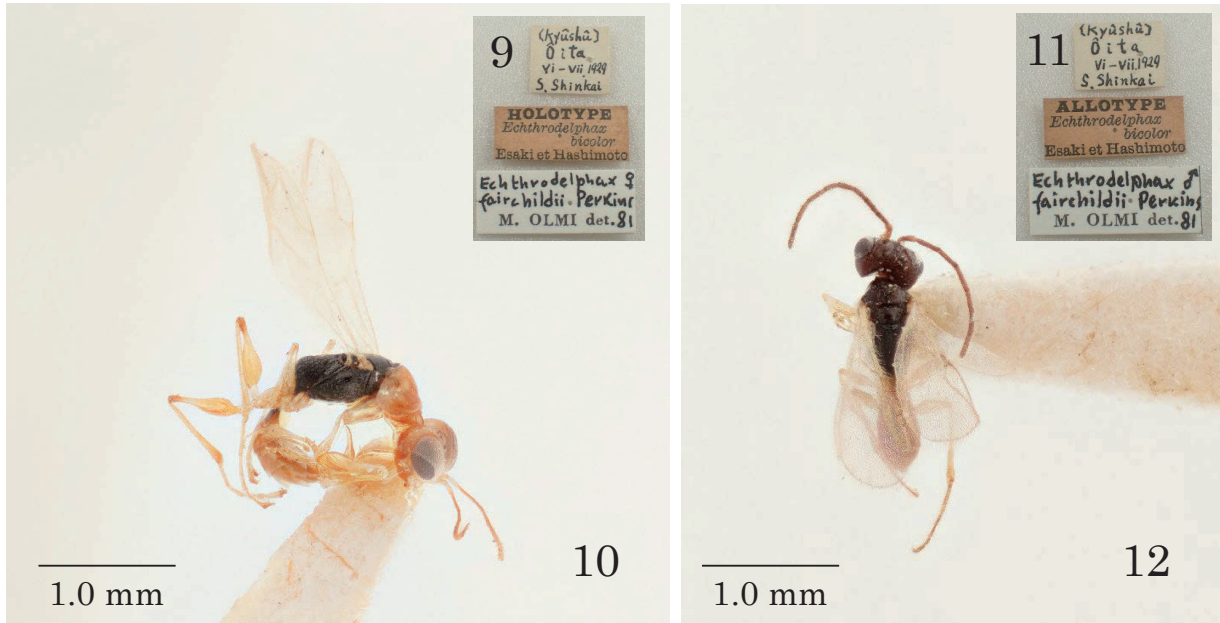 9
(Kyûshû)
Ôita
Vi-Vii.1929
S. Shinkai
HOLOTYPE
Echthrodelphax
bicolor
Esaki et Hashimoto
Echthrodelphax ♀
fairchildii Perkins
M. OLMI det. 81
10
1.0 mm
11
(Kyûshû)
Ôita
Vi-Vii.1929
S. Shinkai
ALLOTYPE
Echthrodelphax
bicolor
Esaki et Hashimoto
Echthrodelphax ♂
fairchildii Perkins
M. OLMI det. 81
12
1.0 mm